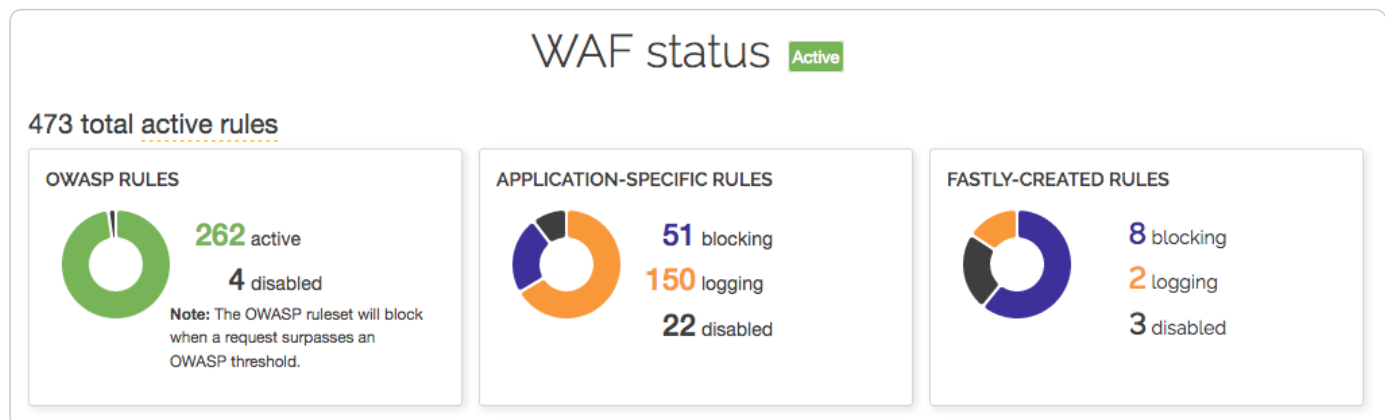 WAF status Active
473 total active rules
OWASP RULES
262 active
4 disabled
Note: The OWASP ruleset will block
when a request surpasses an
OWASP threshold.
APPLICATION-SPECIFIC RULES
51 blocking
150 logging
22 disabled
FASTLY-CREATED RULES
8 blocking
2 logging
3 disabled